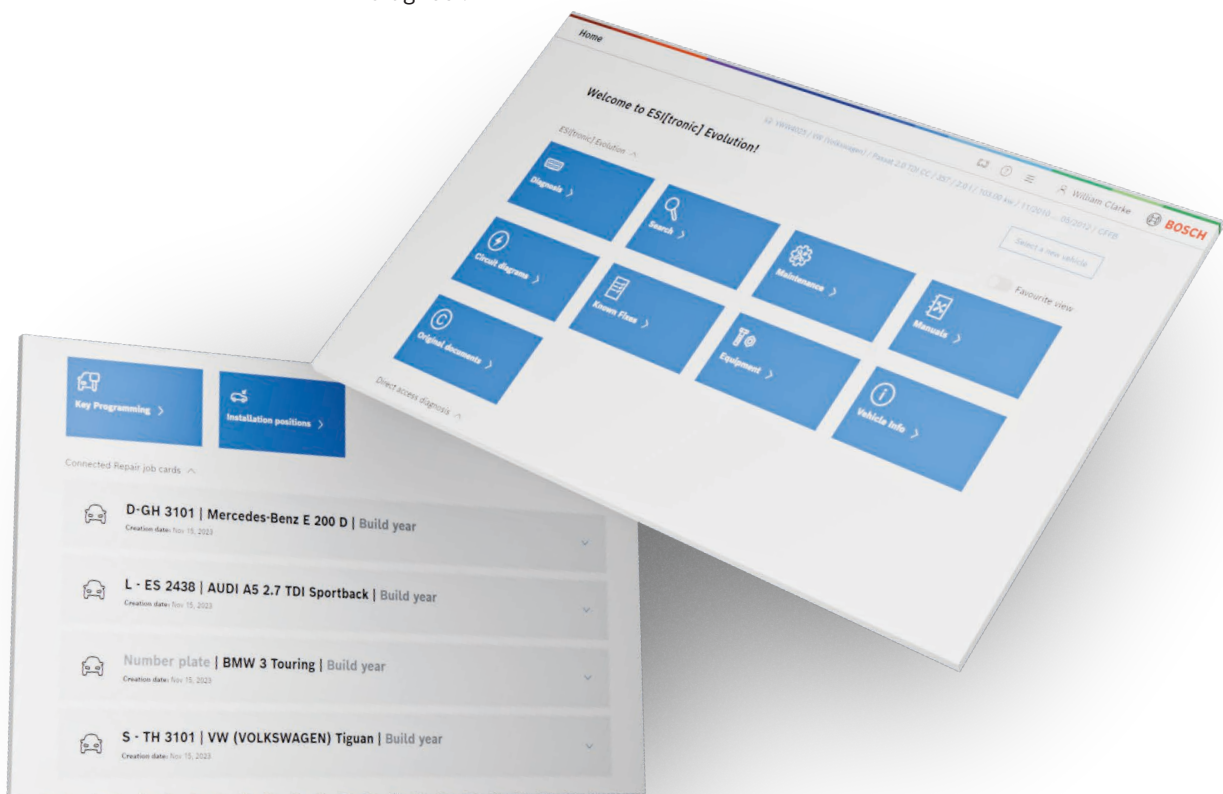 Home
William Clarke
BOSCH
Welcome to ESI[tronic] Evolution!
Select a new vehicle
ESI[tronic] Evolution
Favourite view
Diagnosis
Search
Maintenance
Manuals
Circuit diagrams
Known Fixes
Equipment
Vehicle Info
Original documents
Direct access diagnosis
Key Programming
Installation positions
Connected Repair job cards
D-GH 3101 | Mercedes-Benz E 200 D | Build year
Creation date: Nov 15, 2023
L - ES 2438 | AUDI A5 2.7 TDI Sportback | Build year
Creation date: Nov 15, 2023
Number plate | BMW 3 Touring | Build year
Creation date: Nov 15, 2023
S - TH 3101 | VW (VOLKSWAGEN) Tiguan | Build year
Creation date: Nov 15, 2023